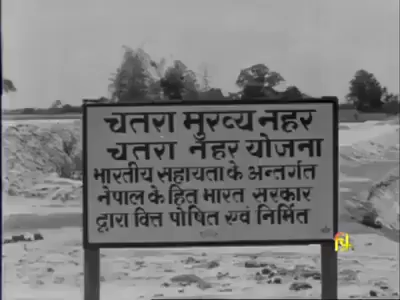 चतरा मुख्य नहर
चतरा नहर योजना
भारतीय सहायता के अन्तर्गत
नेपाल के हित भारत सरकार
द्वारा वित्त पोषित एवं निर्मित